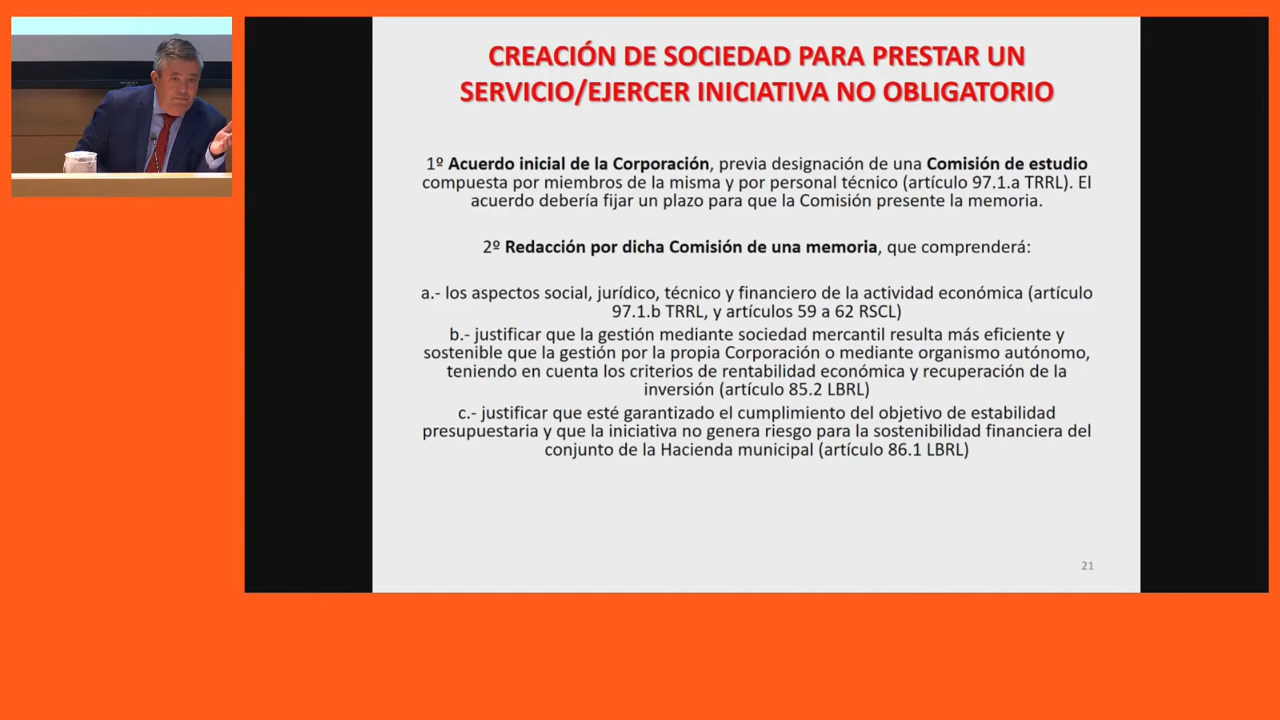 CREACIÓN DE SOCIEDAD PARA PRESTAR UN
SERVICIO/EJERCER INICIATIVA NO OBLIGATORIO
1º Acuerdo inicial de la Corporación, previa designación de una Comisión de estudio
compuesta por miembros de la misma y por personal técnico (artículo 97.1.a TRRL). El
acuerdo debería fijar un plazo para que la Comisión presente la memoria.
2º Redacción por dicha Comisión de una memoria, que comprenderá:
a.- los aspectos social, jurídico, técnico y financiero de la actividad económica (artículo
97.1.b TRRL, y artículos 59 a 62 RSCL)
b.- justificar que la gestión mediante sociedad mercantil resulta más eficiente y
sostenible que la gestión por la propia Corporación o mediante organismo autónomo,
teniendo en cuenta los criterios de rentabilidad económica y recuperación de la
inversión (artículo 85.2 LBRL)
c.- justificar que esté garantizado el cumplimiento del objetivo de estabilidad
presupuestaria y que la iniciativa no genera riesgo para la sostenibilidad financiera del
conjunto de la Hacienda municipal (artículo 86.1 LBRL)
21